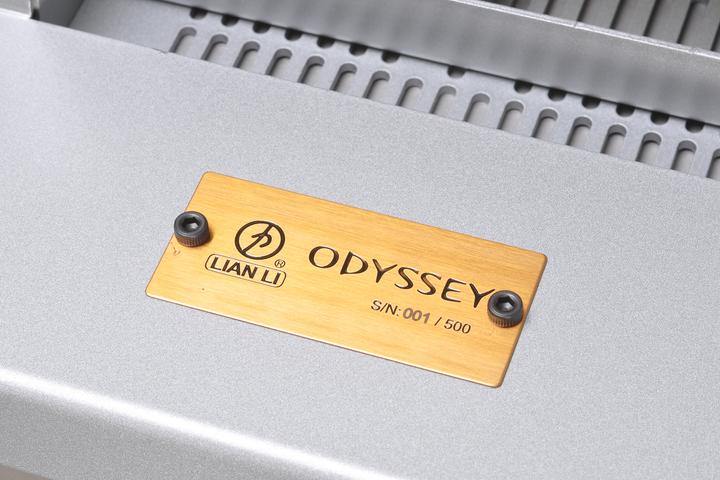 LIAN LI ®
ODYSSEY
S/N: 001 / 500